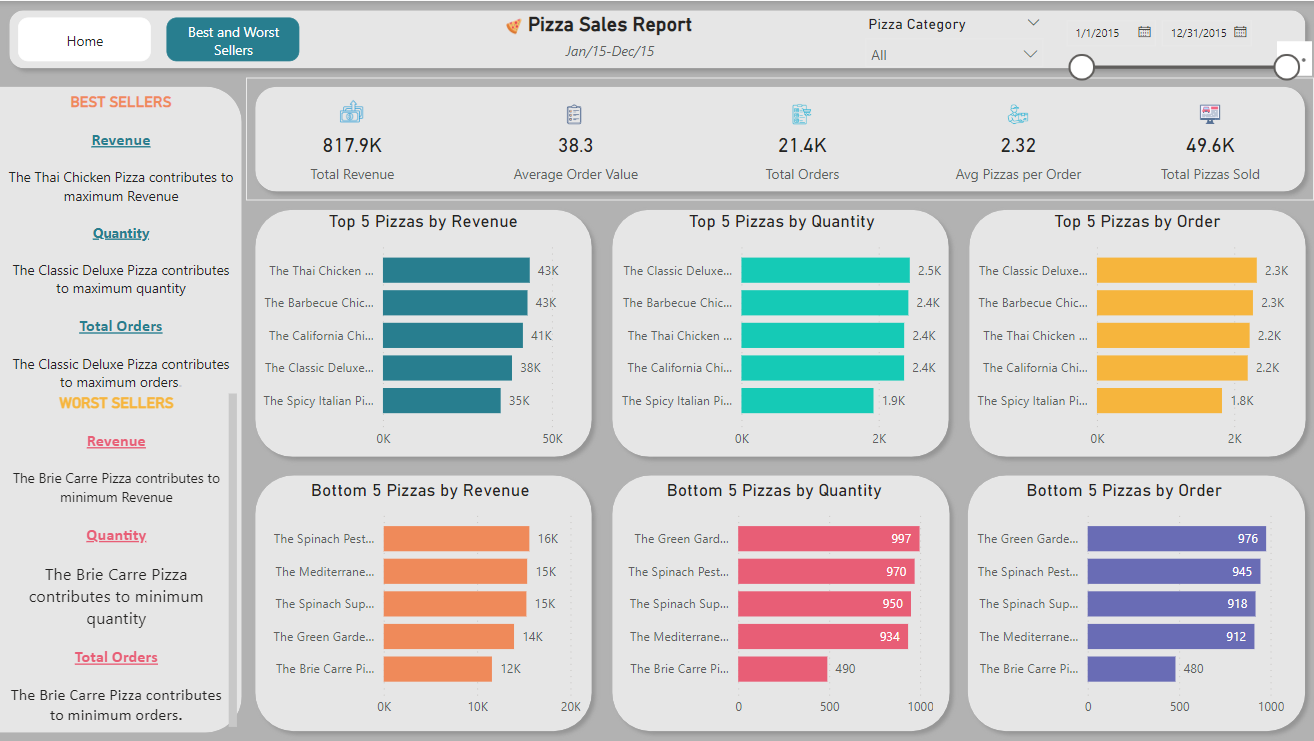 Home
Best and Worst
Sellers
Pizza Sales Report
Jan/15-Dec/15
Pizza Category
All
1/1/2015
12/31/2015
BEST SELLERS
Revenue
The Thai Chicken Pizza contributes to
maximum Revenue
Quantity
The Classic Deluxe Pizza contributes
to maximum quantity
Total Orders
The Classic Deluxe Pizza contributes
to maximum orders
WORST SELLERS
Revenue
The Brie Carre Pizza contributes to
minimum Revenue
Quantity
The Brie Carre Pizza
contributes to minimum
quantity
Total Orders
The Brie Carre Pizza contributes
to minimum orders.
817.9K
Total Revenue
38.3
Average Order Value
21.4K
Total Orders
2.32
Avg Pizzas per Order
49.6K
Total Pizzas Sold
Top 5 Pizzas by Revenue
The Thai Chicken ... 43K
The Barbecue Chic... 43K
The California Chi... 41K
The Classic Deluxe... 38K
The Spicy Italian Pi... 35K
0K 50K
Top 5 Pizzas by Quantity
The Classic Deluxe... 2.5K
The Barbecue Chic... 2.4K
The Thai Chicken ... 2.4K
The California Chi... 2.4K
The Spicy Italian Pi... 1.9K
0K 2K
Top 5 Pizzas by Order
The Classic Deluxe... 2.3K
The Barbecue Chic... 2.3K
The Thai Chicken ... 2.2K
The California Chi... 2.2K
The Spicy Italian Pi... 1.8K
0K 2K
Bottom 5 Pizzas by Revenue
The Spinach Pest... 16K
The Mediterrane... 15K
The Spinach Sup... 15K
The Green Garde... 14K
The Brie Carre Pi... 12K
0K 10K 20K
Bottom 5 Pizzas by Quantity
The Green Gard... 997
The Spinach Pest... 970
The Spinach Sup... 950
The Mediterrane... 934
The Brie Carre Pi... 490
0 500 1000
Bottom 5 Pizzas by Order
The Green Garde... 976
The Spinach Pest... 945
The Spinach Sup... 918
The Mediterrane... 912
The Brie Carre Pi... 480
0 500 1000